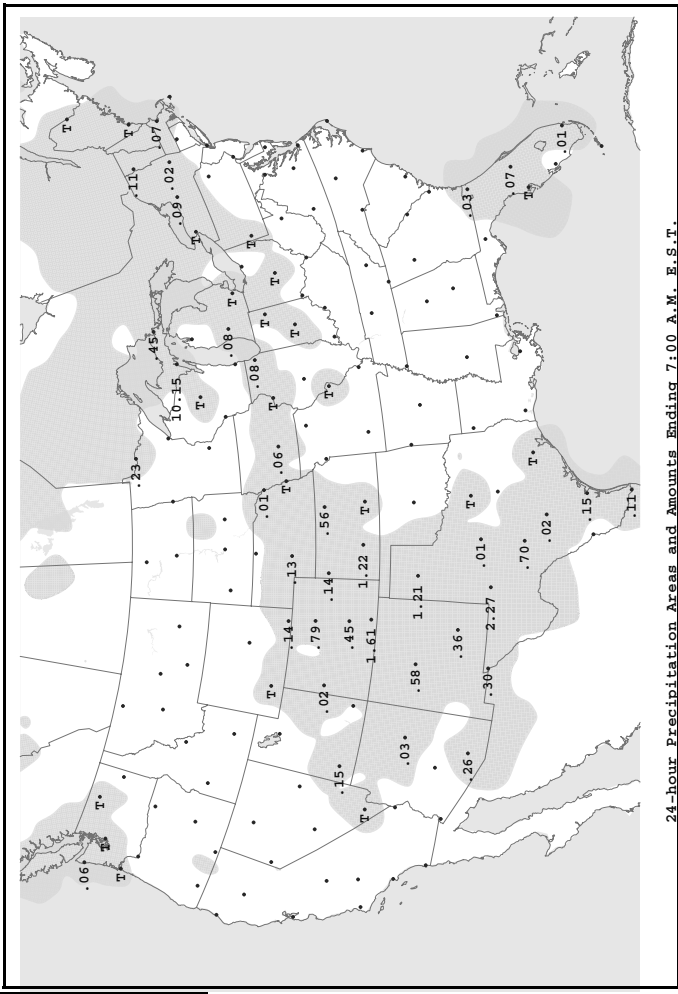 T
.06
T
T
T
T
.11
.23
.45
.07
.02
10.15
.09
T
T
.08
T
T
.08
.01
T
T
T
T
.06
T
.14
.13
T
.79
.02
.56
.14
T
.15
.45
1.22
T
T
1.61
.03
.58
1.21
.36
.03
.26
T
.01
.30
2.27
.07
.70
T
T
.02
.01
.15
.11
24-hour Precipitation Areas and Amounts Ending 7:00 A.M. E.S.T.